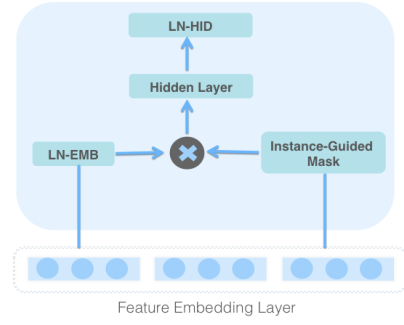 LN-HID
Hidden Layer
LN-EMB
Instance-Guided
Mask
Feature Embedding Layer